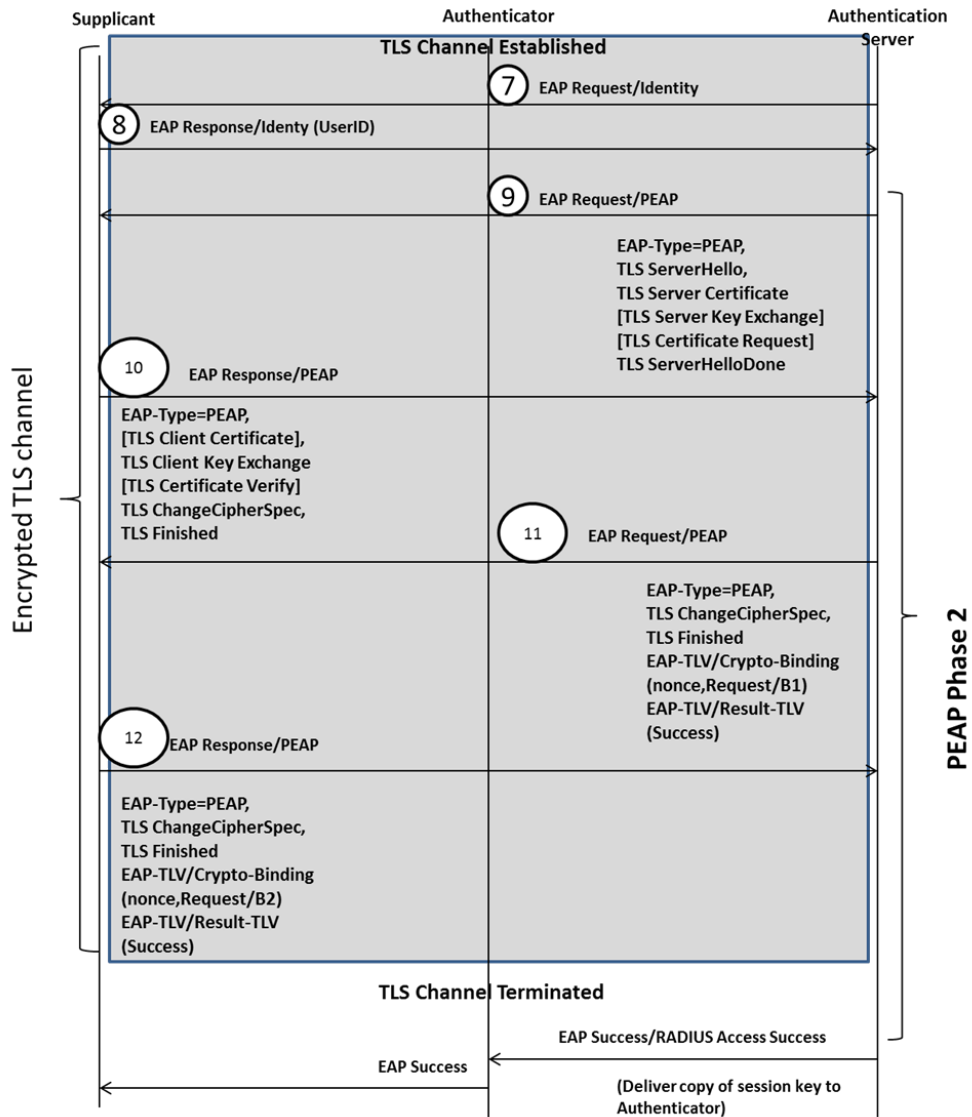 Supplicant
Authenticator
Authentication
Server
TLS Channel Established
7
EAP Request/Identity
8
EAP Response/Identy (UserID)
9
EAP Request/PEAP
EAP-Type=PEAP,
TLS ServerHello,
TLS Server Certificate
[TLS Server Key Exchange]
[TLS Certificate Request]
TLS ServerHelloDone
10
EAP Response/PEAP
EAP-Type=PEAP,
[TLS Client Certificate],
TLS Client Key Exchange
[TLS Certificate Verify]
TLS ChangeCipherSpec,
TLS Finished
11
EAP Request/PEAP
EAP-Type=PEAP,
TLS ChangeCipherSpec,
TLS Finished
EAP-TLV/Crypto-Binding
(nonce,Request/B1)
EAP-TLV/Result-TLV
(Success)
12
EAP Response/PEAP
EAP-Type=PEAP,
TLS ChangeCipherSpec,
TLS Finished
EAP-TLV/Crypto-Binding
(nonce,Request/B2)
EAP-TLV/Result-TLV
(Success)
Encrypted TLS channel
PEAP Phase 2
TLS Channel Terminated
EAP Success/RADIUS Access Success
EAP Success
(Deliver copy of session key to
Authenticator)